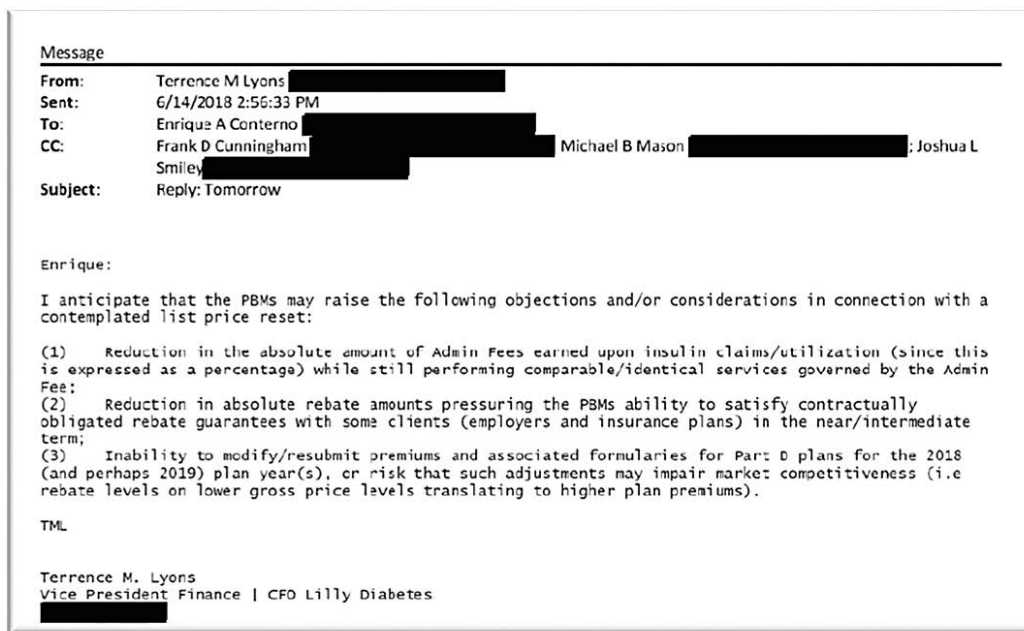 Message
From: Terrence M Lyons
Sent: 6/14/2018 2:56:33 PM
To: Enrique A Conterno
CC: Frank D Cunningham Michael B Mason ; Joshua L
Smiley
Subject: Reply: Tomorrow
Enrique:
I anticipate that the PBMs may raise the following objections and/or considerations in connection with a
contemplated list price reset:
(1) Reduction in the absolute amount of Admin Fees earned upon insulin claims/utilization (since this
is expressed as a percentage) while still performing comparable/identical services governed by the Admin
Fee;
(2) Reduction in absolute rebate amounts pressuring the PBMs ability to satisfy contractually
obligated rebate guarantees with some clients (employers and insurance plans) in the near/intermediate
term;
(3) Inability to modify/resubmit premiums and associated formularies for Part D plans for the 2018
(and perhaps 2019) plan year(s), or risk that such adjustments may impair market competitiveness (i.e
rebate levels on lower gross price levels translating to higher plan premiums).
TML
Terrence M. Lyons
Vice President Finance | CFO Lilly Diabetes